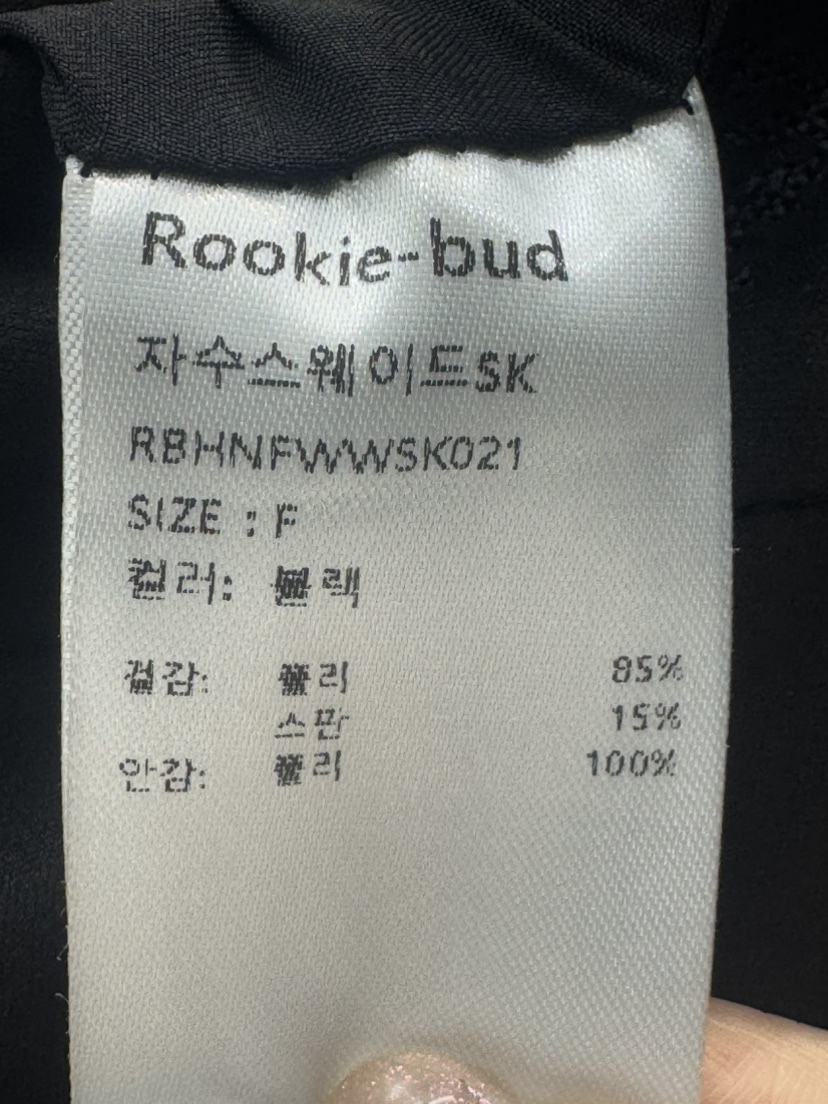 Rookie-bud
자수스웨이드SK
RBHNFWWSK021
SIZE : F
컬러: 블랙
겉감: 폴리 85%
스판 15%
안감: 폴리 100%